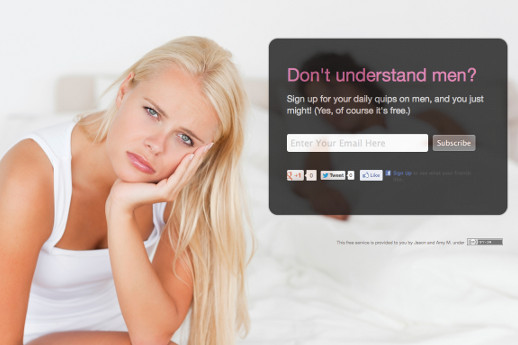 Don't understand men?
Sign up for your daily quips on men, and you just
might! (Yes, of course it's free.)
Enter Your Email Here
Subscribe
+1 0 Tweet 0 Like Sign Up to see what your friends
like.
This free service is provided to you by Jason and Amy M. under